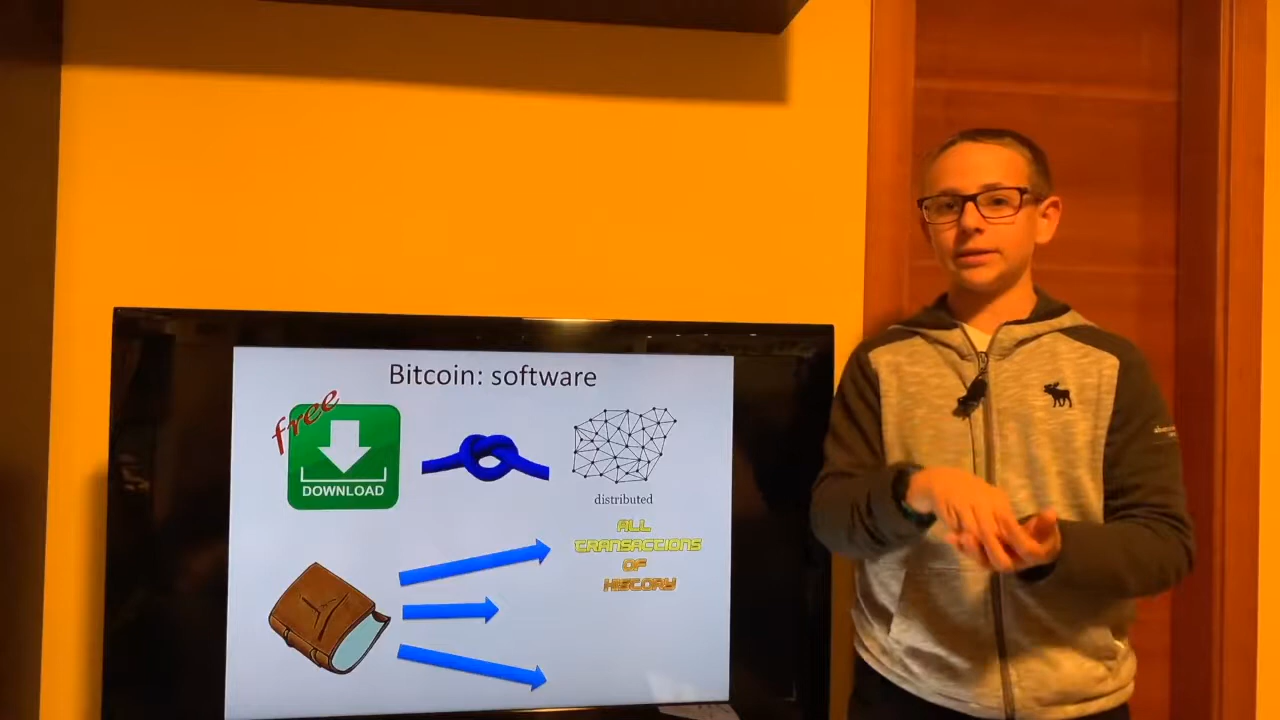 Bitcoin: software
free
DOWNLOAD
distributed
ALL
TRANSACTIONS
OF
HISTORY